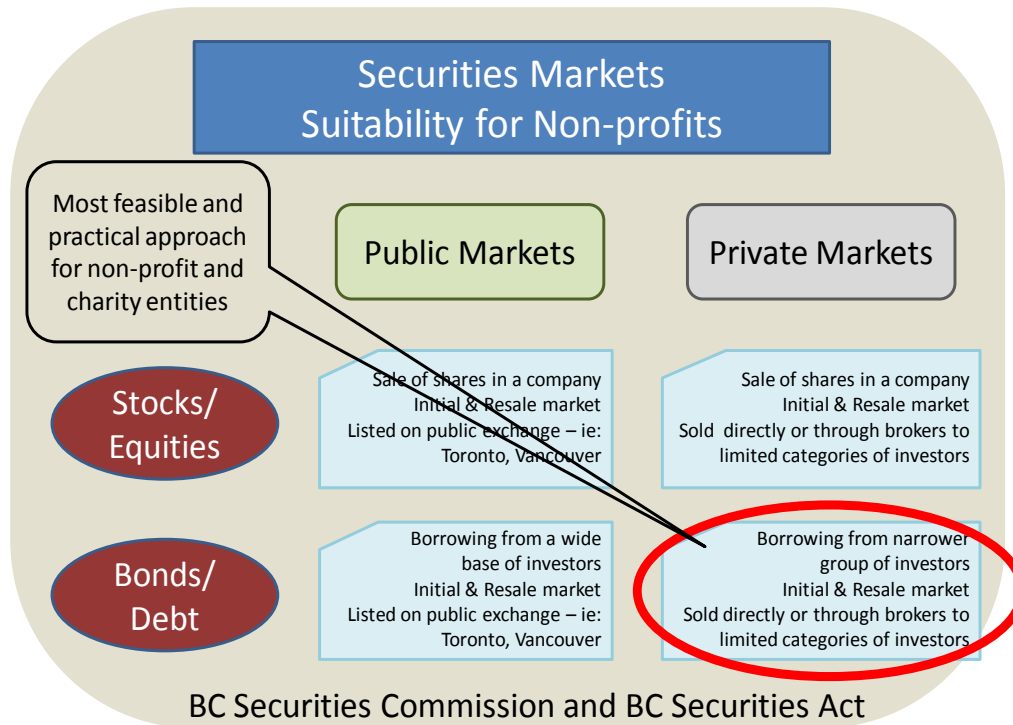 Securities Markets
Suitability for Non-profits
Most feasible and
practical approach
for non-profit and
charity entities
Public Markets
Private Markets
Stocks/
Equities
Sale of shares in a company
Initial & Resale market
Listed on public exchange – ie:
Toronto, Vancouver
Sale of shares in a company
Initial & Resale market
Sold directly or through brokers to
limited categories of investors
Bonds/
Debt
Borrowing from a wide
base of investors
Initial & Resale market
Listed on public exchange – ie:
Toronto, Vancouver
Borrowing from narrower
group of investors
Initial & Resale market
Sold directly or through brokers to
limited categories of investors
BC Securities Commission and BC Securities Act